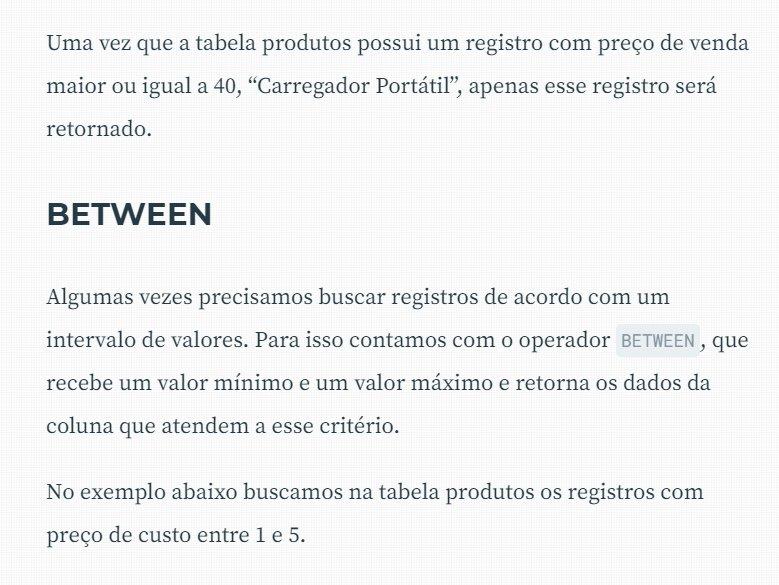 Uma vez que a tabela produtos possui um registro com preço de venda
maior ou igual a 40, “Carregador Portátil”, apenas esse registro será
retornado.
BETWEEN
Algumas vezes precisamos buscar registros de acordo com um
intervalo de valores. Para isso contamos com o operador BETWEEN, que
recebe um valor mínimo e um valor máximo e retorna os dados da
coluna que atendem a esse critério.
No exemplo abaixo buscamos na tabela produtos os registros com
preço de custo entre 1 e 5.